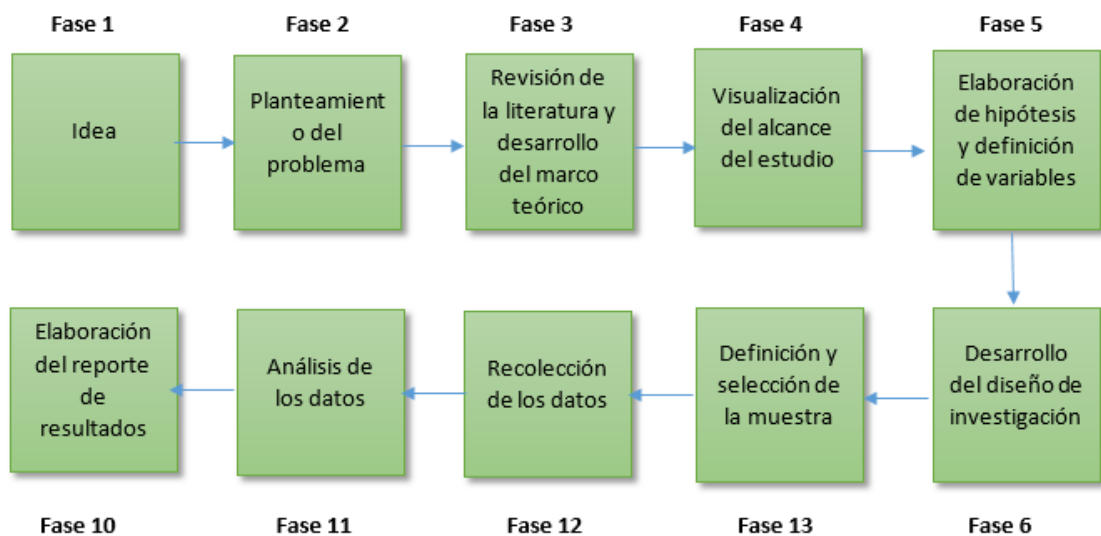 Fase 1
Fase 2
Fase 3
Fase 4
Fase 5
Idea
Planteamient
o del
problema
Revisión de
la literatura y
desarrollo
del marco
teórico
Visualización
del alcance
del estudio
Elaboración
de hipótesis
y definición
de variables
Elaboración
del reporte
de
resultados
Análisis de
los datos
Recolección
de los datos
Definición y
selección de
la muestra
Desarrollo
del diseño de
investigación
Fase 10
Fase 11
Fase 12
Fase 13
Fase 6